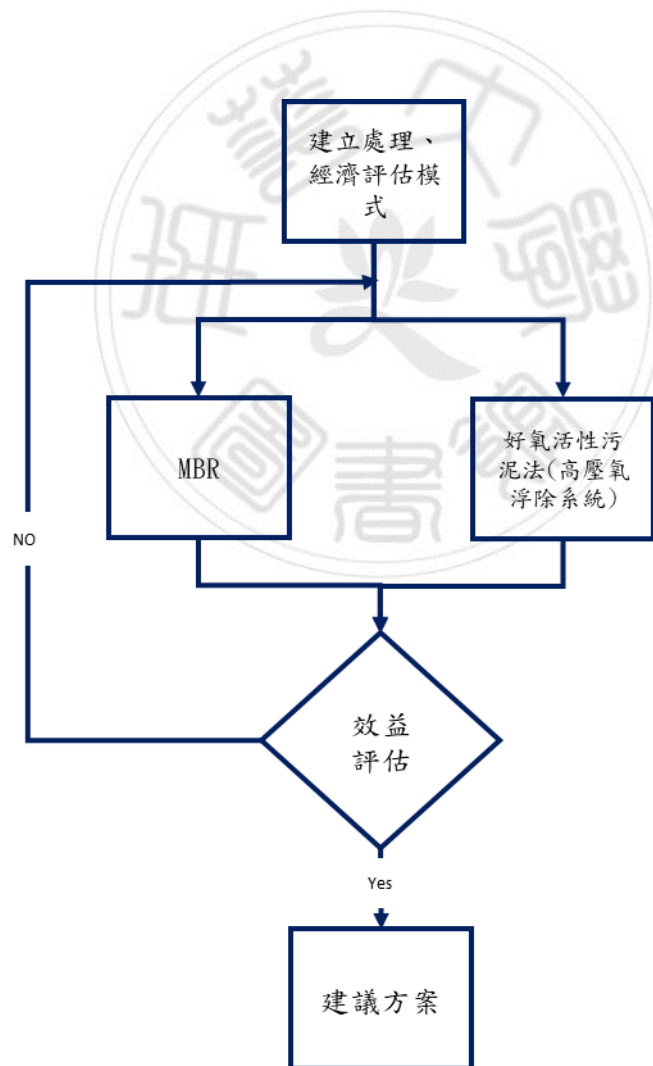 建立處理、
經濟評估模
式
MBR
好氧活性污
泥法(高壓氧
浮除系統)
NO
效益
評估
Yes
建議方案